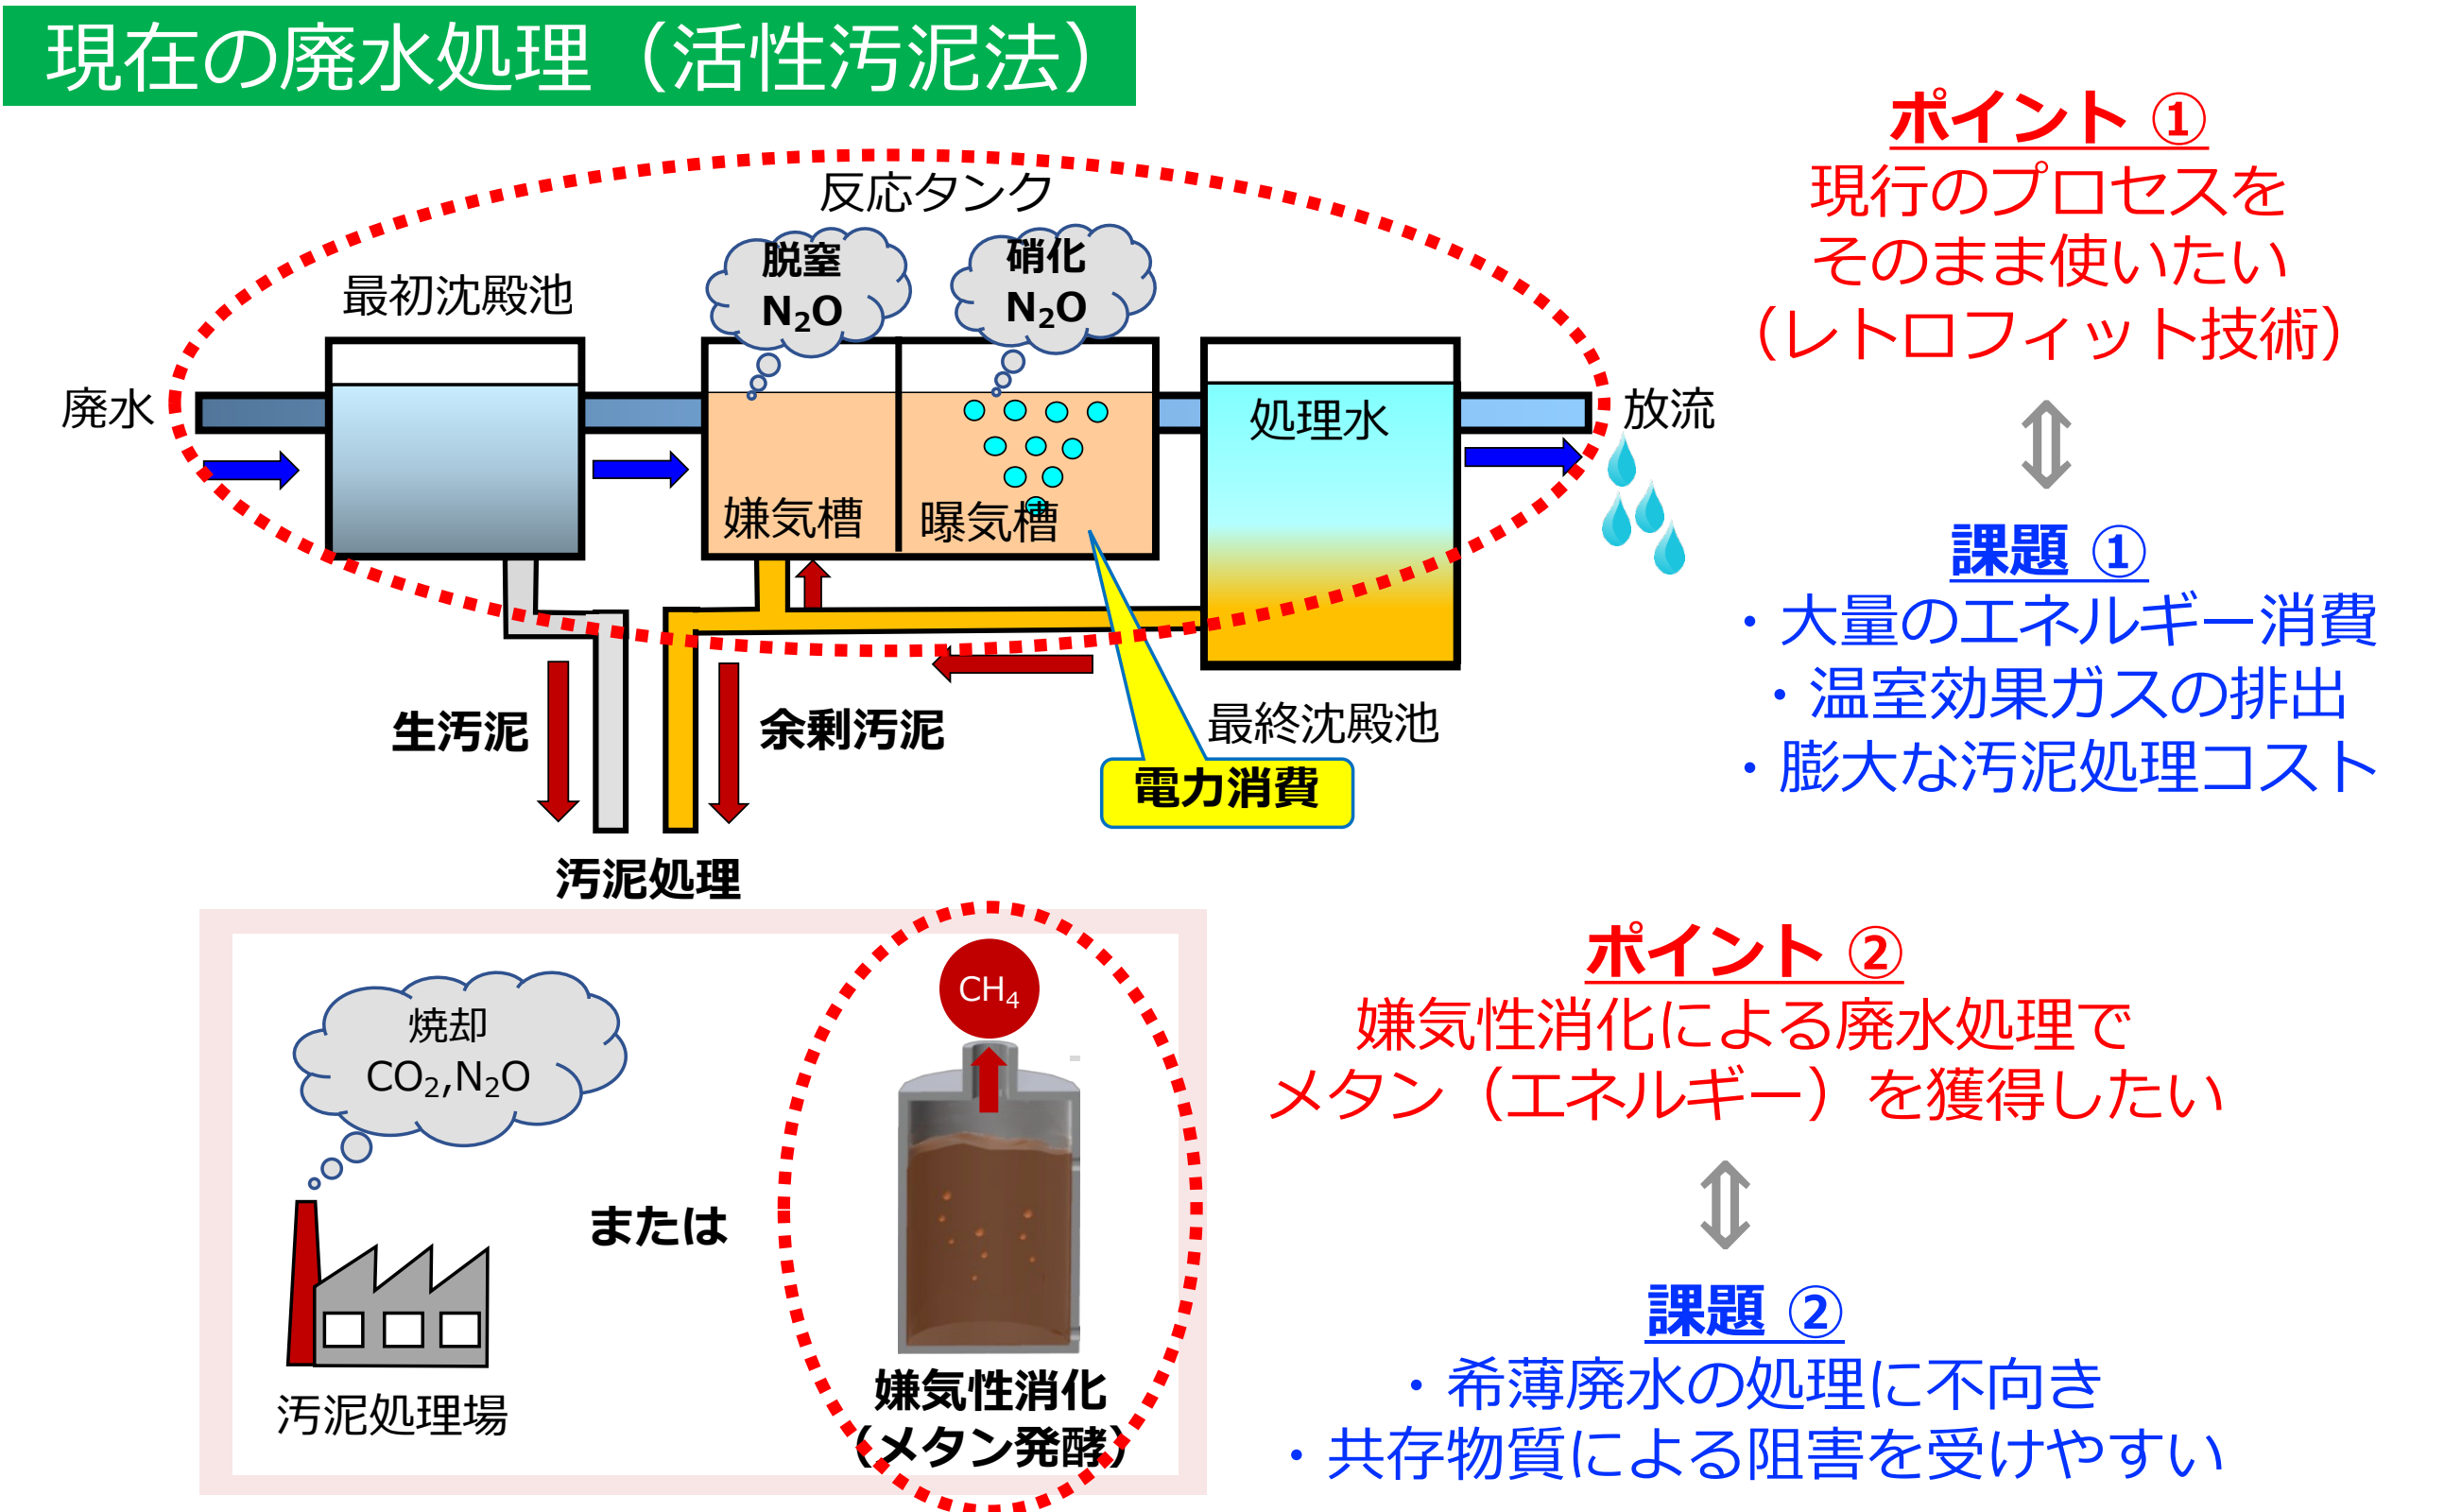 現在の廃水処理（活性汚泥法）
ポイント ①
現行のプロセスを
そのまま使いたい
（レトロフィット技術）
課題 ①
・大量のエネルギー消費
・温室効果ガスの排出
・膨大な汚泥処理コスト
反応タンク
脱窒
N₂O
硝化
N₂O
最初沈殿池
廃水
処理水
放流
嫌気槽
曝気槽
生汚泥
余剰汚泥
最終沈殿池
電力消費
汚泥処理
焼却
CO₂,N₂O
CH₄
または
汚泥処理場
嫌気性消化
（メタン発酵）
ポイント ②
嫌気性消化による廃水処理で
メタン（エネルギー）を獲得したい
課題 ②
・希薄廃水の処理に不向き
・共存物質による阻害を受けやすい